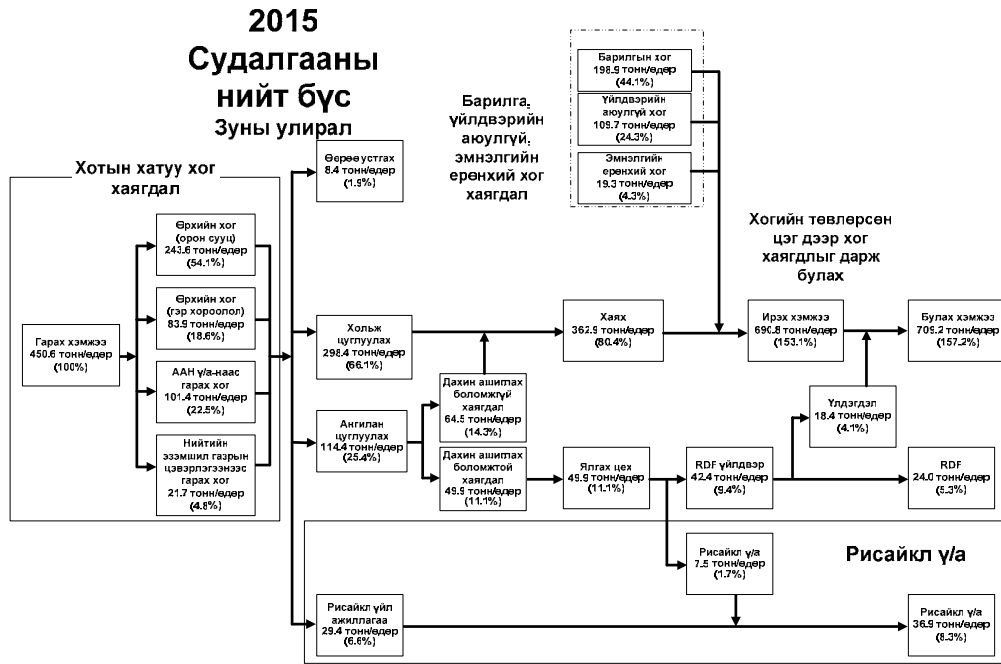 2015
Судалгааны
нийт бүс
Зуны улирал
Хотын хатуу хог
хаягдал
Гарах хэмжээ
450.6 тонн/өдөр
(100%)
Өрхийн хог
(орон сууц)
243.6 тонн/өдөр
(54.1%)
Өрхийн хог
(гэр хороолол)
83.9 тонн/өдөр
(18.6%)
ААН ү/а-наас
гарах хог
101.4 тонн/өдөр
(22.5%)
Нийтийн
эзэмшил газрын
цэвэрлэгээнээс
гарах хог
21.7 тонн/өдөр
(4.8%)
Өөрөө устгах
8.4 тонн/өдөр
(1.9%)
Хольж
цуглуулах
298.4 тонн/өдөр
(66.1%)
Ангилан
цуглуулах
114.4 тонн/өдөр
(25.4%)
Дахин ашиглах
боломжгүй
хаягдал
64.5 тонн/өдөр
(14.3%)
Дахин ашиглах
боломжтой
хаягдал
49.9 тонн/өдөр
(11.1%)
Барилга,
үйлдвэрийн
аюулгүй,
эмнэлгийн
ерөнхий хог
хаягдал
Барилгын хог
198.9 тонн/өдөр
(44.1%)
Үйлдвэрийн
аюулгүй хог
109.7 тонн/өдөр
(24.3%)
Эмнэлгийн
ерөнхий хог
19.3 тонн/өдөр
(4.3%)
Хаях
362.9 тонн/өдөр
(80.4%)
Ялгах цех
49.9 тонн/өдөр
(11.1%)
Хогийн төвлөрсөн
цэг дээр хог
хаягдлыг дарж
булах
Ирэх хэмжээ
690.8 тонн/өдөр
(153.1%)
Булах хэмжээ
709.2 тонн/өдөр
(157.2%)
Үлдэгдэл
18.4 тонн/өдөр
(4.1%)
RDF үйлдвэр
42.4 тонн/өдөр
(9.4%)
RDF
24.0 тонн/өдөр
(5.3%)
Рисайкл ү/а
Рисайкл ү/а
7.5 тонн/өдөр
(1.7%)
Рисайкл үйл
ажиллагаа
29.4 тонн/өдөр
(6.6%)
Рисайкл ү/а
36.9 тонн/өдөр
(8.3%)